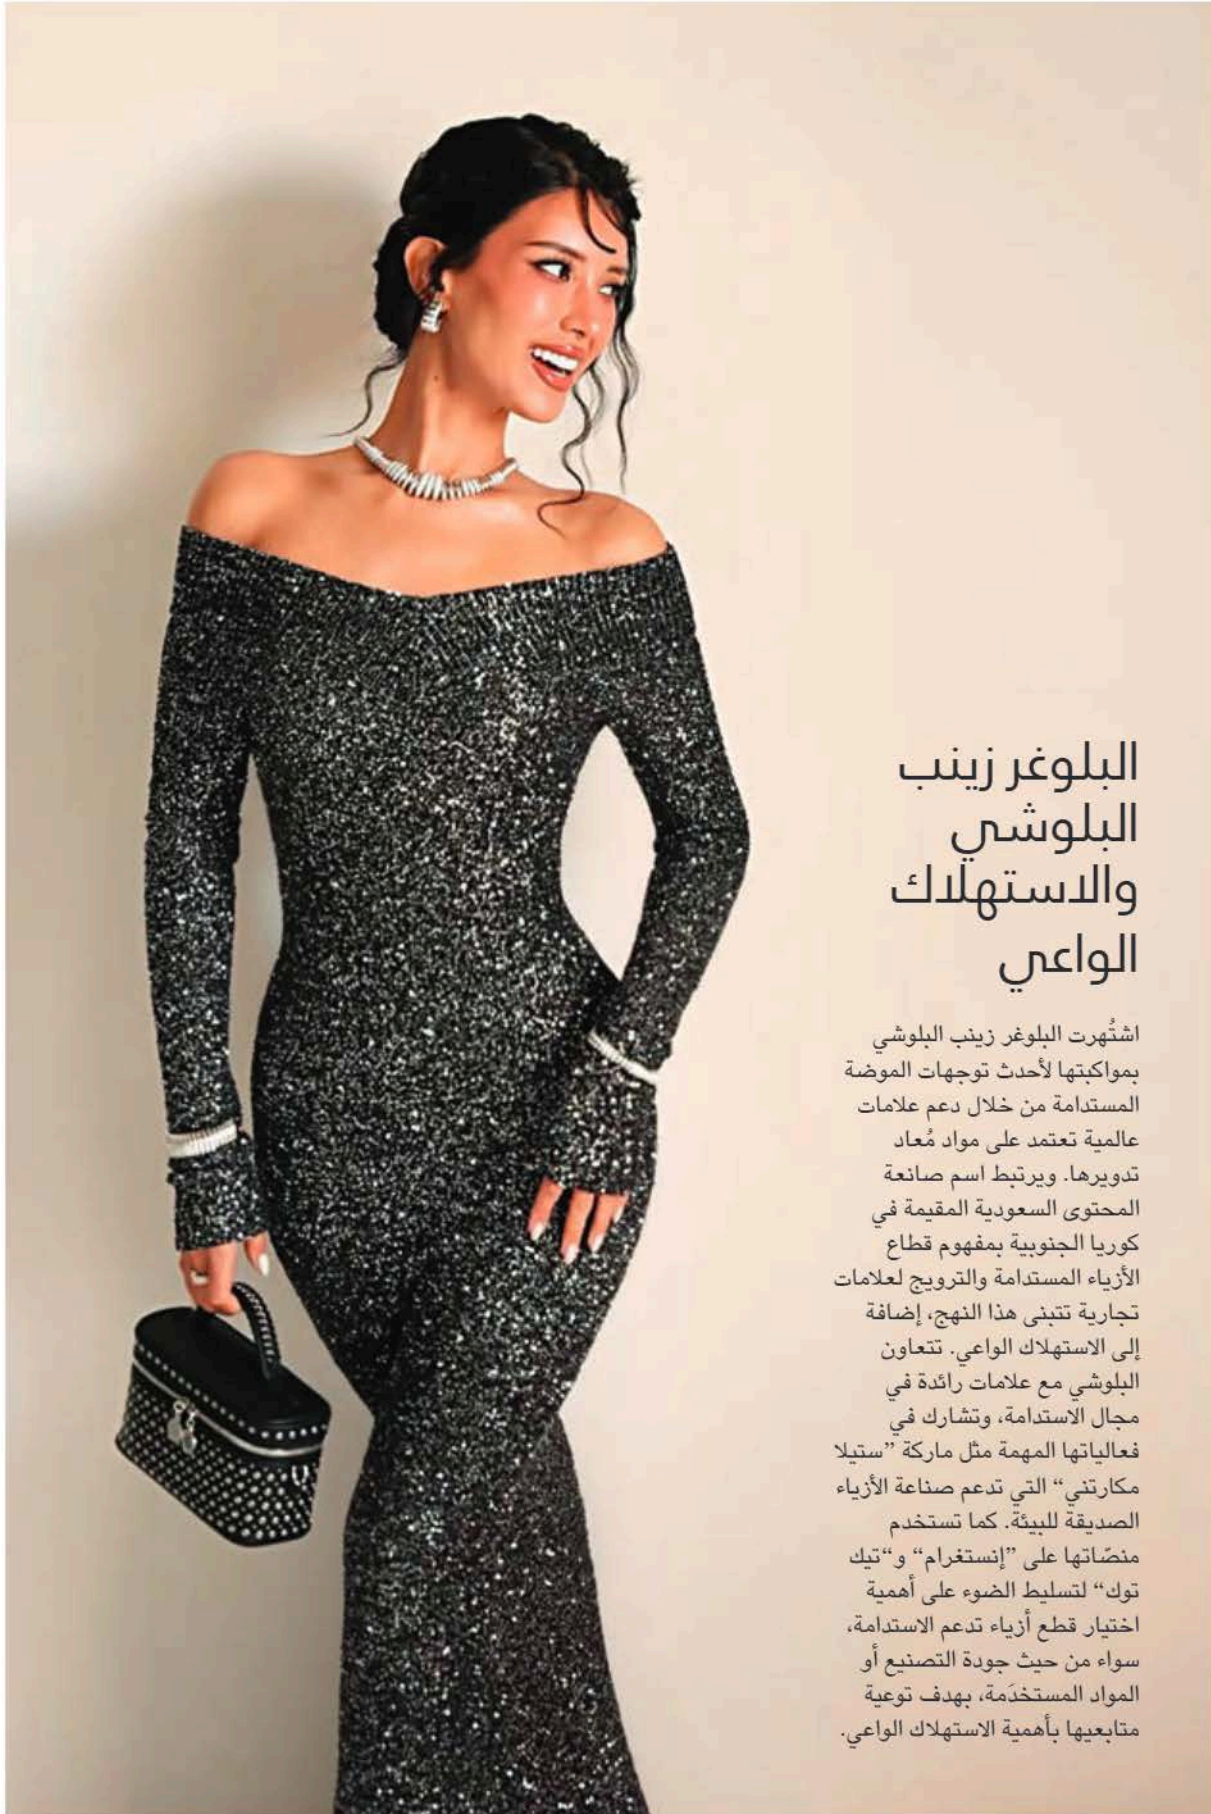 البلوغر زينب
البلوشي
والاستهلاك
الواعي
اشتُهرت البلوغر زينب البلوشي
بمواكبتها لأحدث توجهات الموضة
المستدامة من خلال دعم علامات
عالمية تعتمد على مواد مُعاد
تدويرها. ويرتبط اسم صانعة
المحتوى السعودية المقيمة في
كوريا الجنوبية بمفهوم قطاع
الأزياء المستدامة والترويج لعلامات
تجارية تتبنى هذا النهج، إضافة
إلى الاستهلاك الواعي. تتعاون
البلوشي مع علامات رائدة في
مجال الاستدامة، وتشارك في
فعالياتها المهمة مثل ماركة ”ستيلا
مكارتني“ التي تدعم صناعة الأزياء
الصديقة للبيئة. كما تستخدم
منصّاتها على ”إنستغرام“ و“تيك
توك“ لتسليط الضوء على أهمية
اختيار قطع أزياء تدعم الاستدامة،
سواء من حيث جودة التصنيع أو
المواد المستخدَمة، بهدف توعية
متابعيها بأهمية الاستهلاك الواعي.